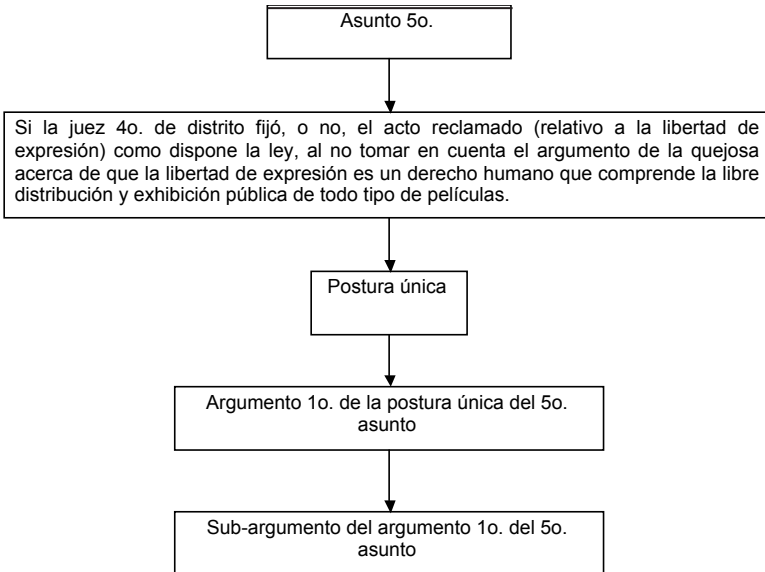 Asunto 5o.
Si la juez 4o. de distrito fijó, o no, el acto reclamado (relativo a la libertad de
expresión) como dispone la ley, al no tomar en cuenta el argumento de la quejosa
acerca de que la libertad de expresión es un derecho humano que comprende la libre
distribución y exhibición pública de todo tipo de películas.
Postura única
Argumento 1o. de la postura única del 5o.
asunto
Sub-argumento del argumento 1o. del 5o.
asunto